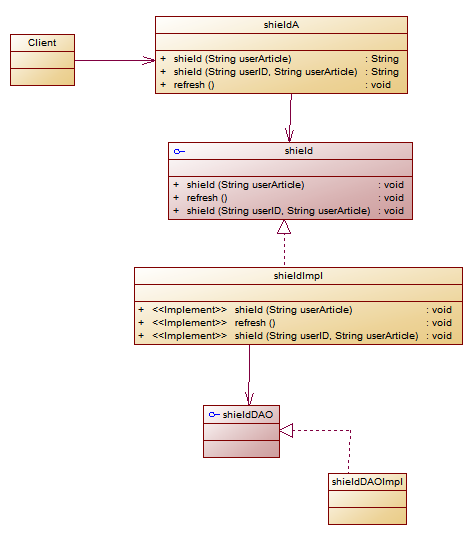 shieldA
Client
+ shield (String userArticle) : String
+ shield (String userID, String userArticle) : String
+ refresh () : void
shield
+ shield (String userArticle) : void
+ refresh () : void
+ shield (String userID, String userArticle) : void
shieldImpl
+ <<Implement>> shield (String userArticle) : void
+ <<Implement>> refresh () : void
+ <<Implement>> shield (String userID, String userArticle) : void
shieldDAO
shieldDAOImpl